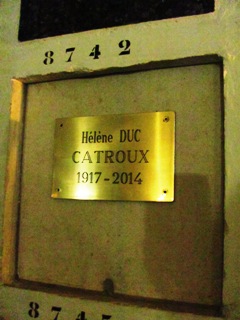 8742
Hélène DUC
CATROUX
1917-2014